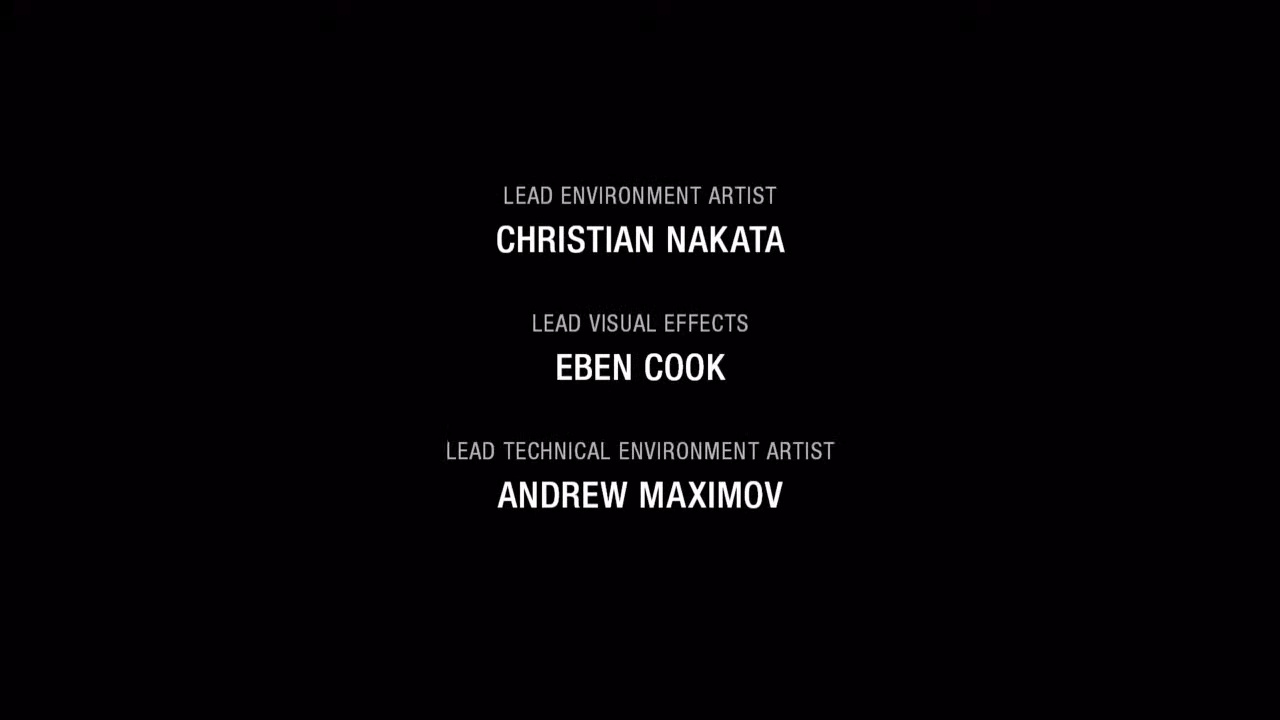 LEAD ENVIRONMENT ARTIST
CHRISTIAN NAKATA
LEAD VISUAL EFFECTS
EBEN COOK
LEAD TECHNICAL ENVIRONMENT ARTIST
ANDREW MAXIMOV